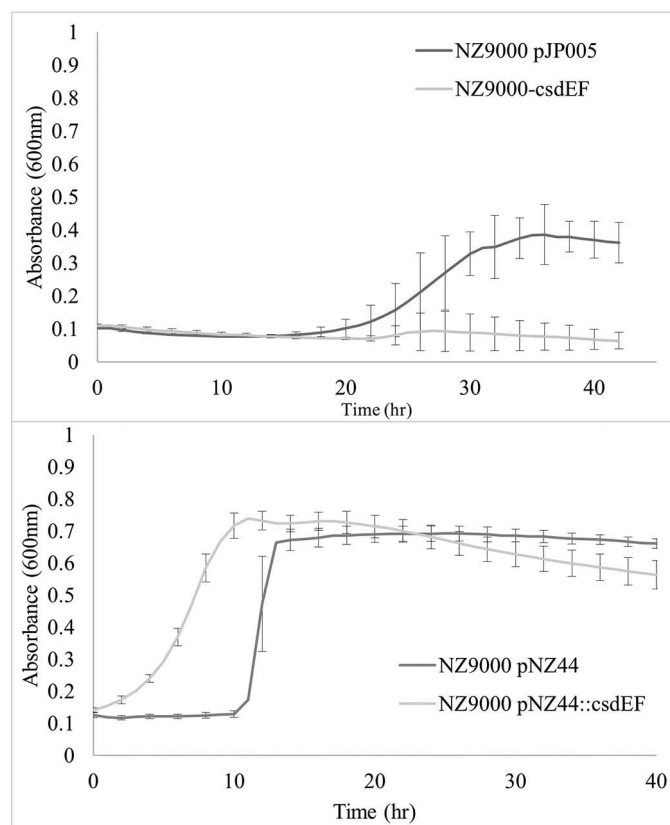 1
0.9
0.8
0.7
0.6
0.5
0.4
0.3
0.2
0.1
0
Absorbance (600nm)
NZ9000 pJP005
NZ9000-csdEF
0 10 20 30 40
Time (hr)
1
0.9
0.8
0.7
0.6
0.5
0.4
0.3
0.2
0.1
0
Absorbance (600nm)
NZ9000 pNZ44
NZ9000 pNZ44::csdEF
0 10 20 30 40
Time (hr)